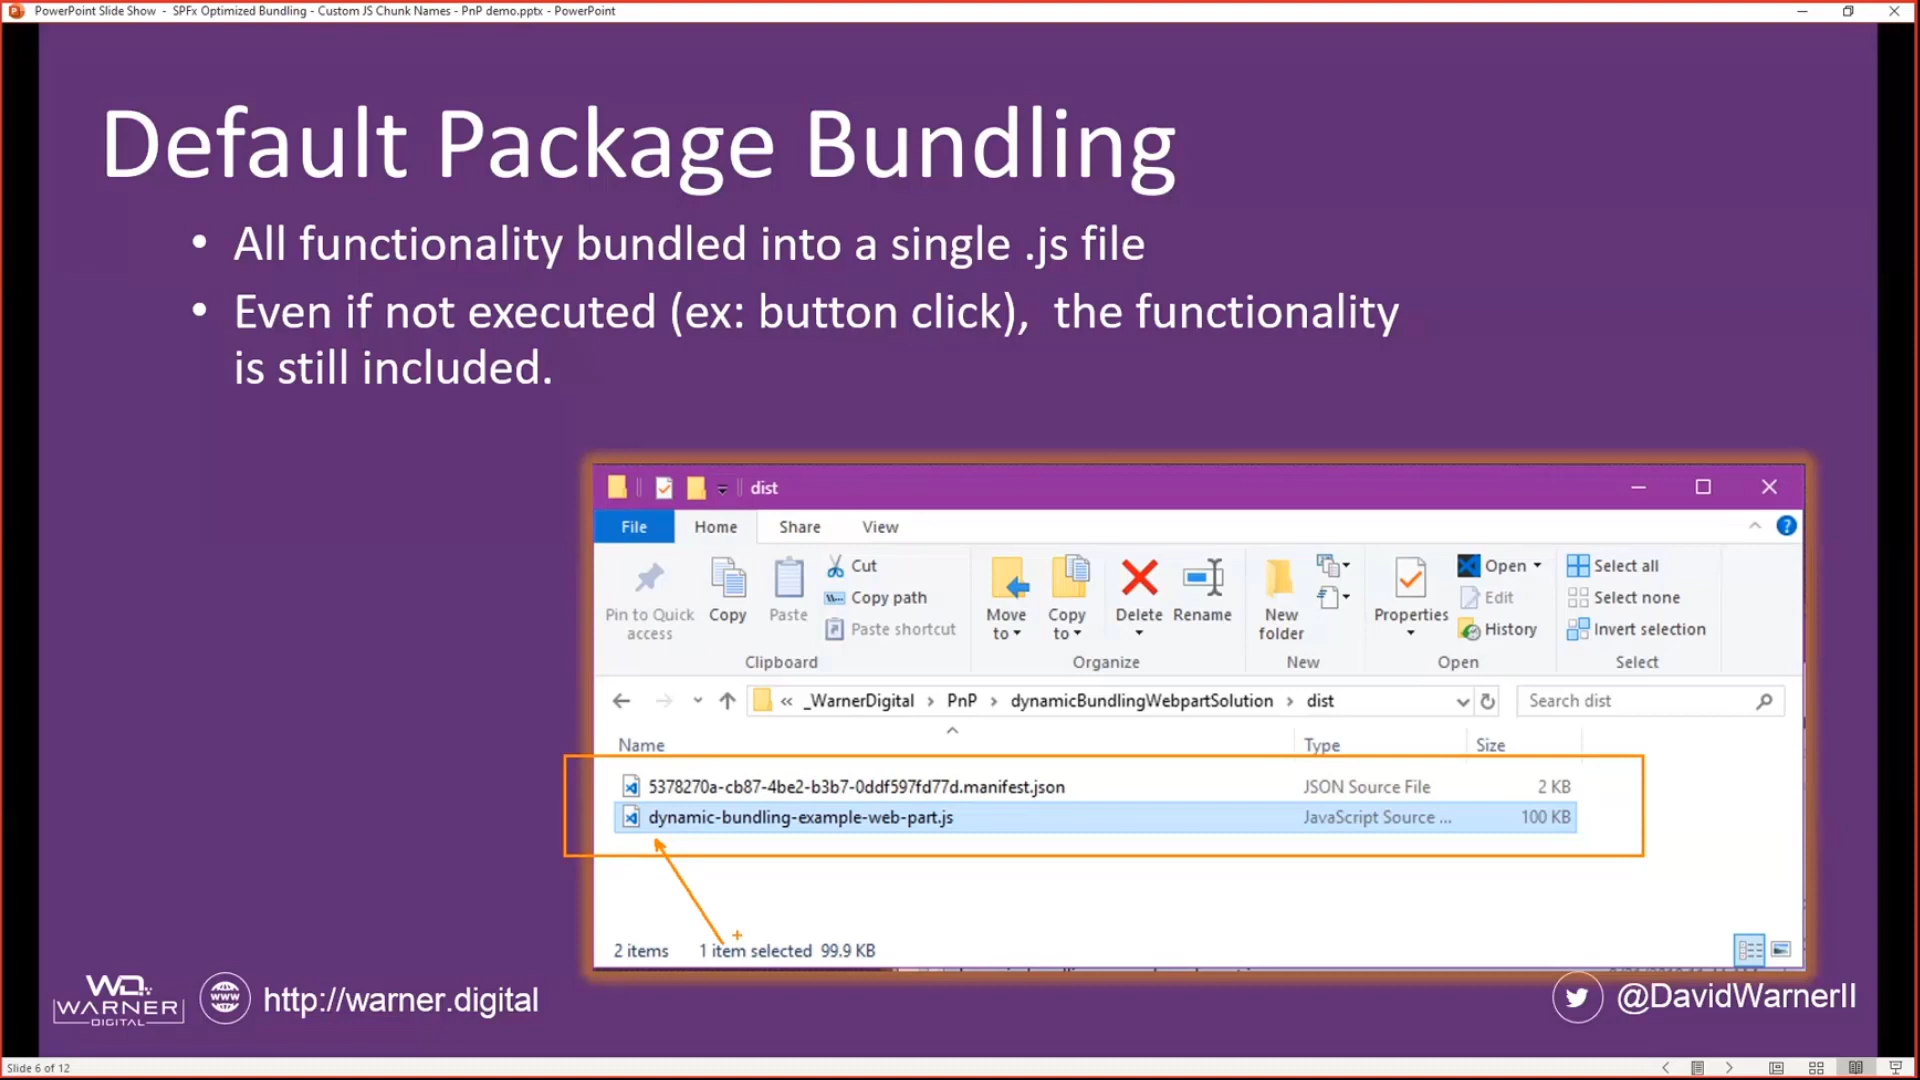 PowerPoint Slide Show - SPFx Optimized Bundling - Custom JS Chunk Names - PnP demo.pptx - PowerPoint
Default Package Bundling
• All functionality bundled into a single .js file
• Even if not executed (ex: button click), the functionality
is still included.
dist
File Home Share View
Pin to Quick access
Copy
Paste
Cut
Copy path
Paste shortcut
Clipboard
Move to
Copy to
Delete
Rename
Organize
New folder
New
Properties
Open
Edit
History
Open
Select all
Select none
Invert selection
Select
« _WarnerDigital › PnP › dynamicBundlingWebpartSolution › dist
Search dist
Name Type Size
5378270a-cb87-4be2-b3b7-0ddf597fd77d.manifest.json JSON Source File 2 KB
dynamic-bundling-example-web-part.js JavaScript Source ... 100 KB
2 items 1 item selected 99.9 KB
WD
WARNER
DIGITAL
www
http://warner.digital
@DavidWarnerII
Slide 6 of 12